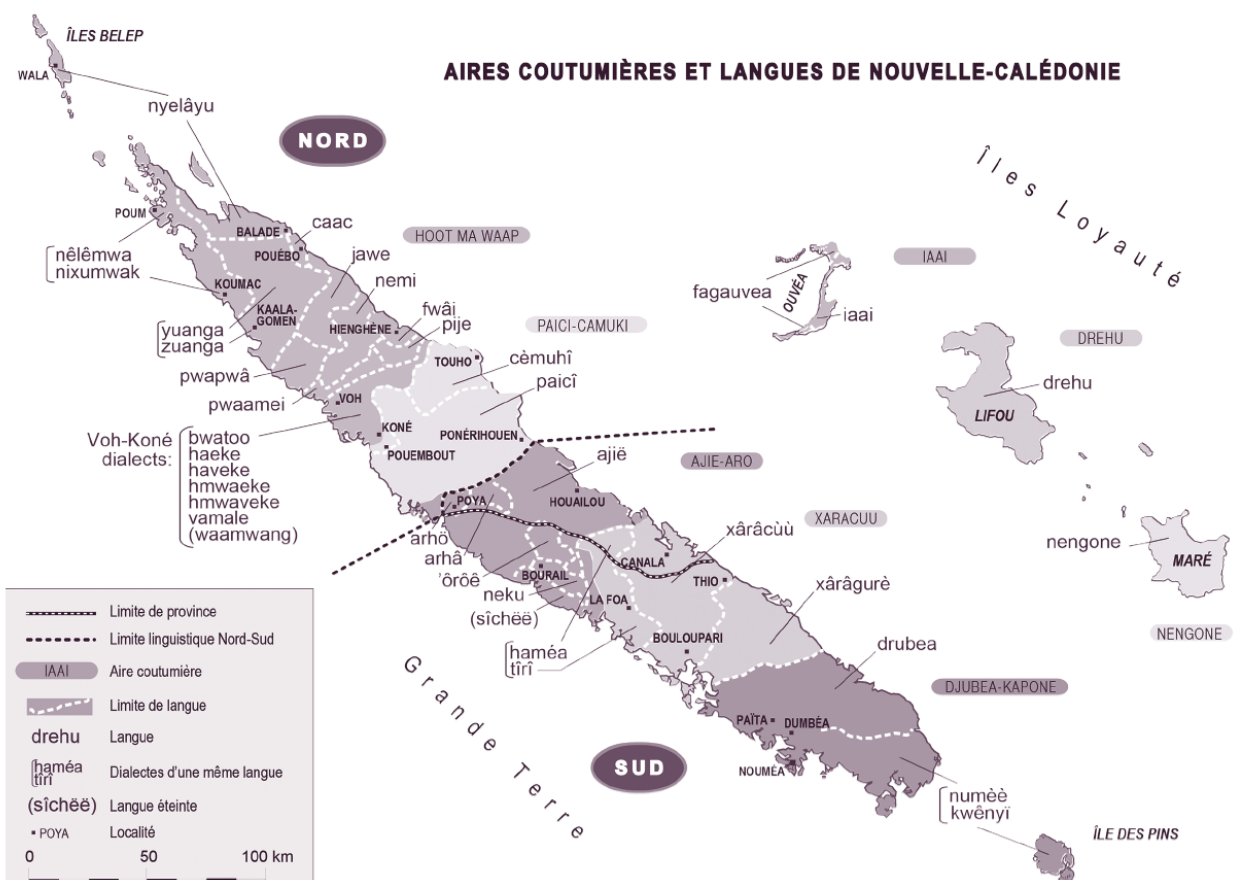 ÎLES BELEP
WALA
AIRES COUTUMIÈRES ET LANGUES DE NOUVELLE-CALÉDONIE
nyelâyu
NORD
Îles Loyauté
POUM
BALADE
caac
HOOT MA WAAP
POUÉBO
jawe
nêlêmwa
nixumwak
nemi
IAAI
OUVÉA
fagauvea
iaai
KOUMAC
KAALA-
GOMEN
yuanga
zuanga
HIENGHÈNE
fwâi
pije
PAICI-CAMUKI
DREHU
TOUHO
cèmuhî
pwapwâ
paicî
drehu
pwaamei
VOH
LIFOU
KONÉ
Voh-Koné
dialects:
bwatoo
haeke
haveke
hmwaeke
hmwaveke
vamale
(waamwang)
POUEMBOUT
PONÉRIHOUEN
ajië
AJIE-ARO
POYA
HOUAILOU
XARACUU
xârâcùù
arhö
arhâ
'ôrôê
nengone
MARÉ
CANALA
BOURAIL
THIO
neku
(sîchëë)
xârâgurè
LA FOA
NENGONE
haméa
tîrî
BOULOUPARI
drubea
DJUBEA-KAPONE
Grande Terre
PAÏTA
DUMBÉA
SUD
NOUMÉA
numèè
kwênyï
ÎLE DES PINS
Limite de province
Limite linguistique Nord-Sud
IAAI Aire coutumière
Limite de langue
drehu Langue
haméa
tîrî Dialectes d'une même langue
(sîchëë) Langue éteinte
POYA Localité
0 50 100 km